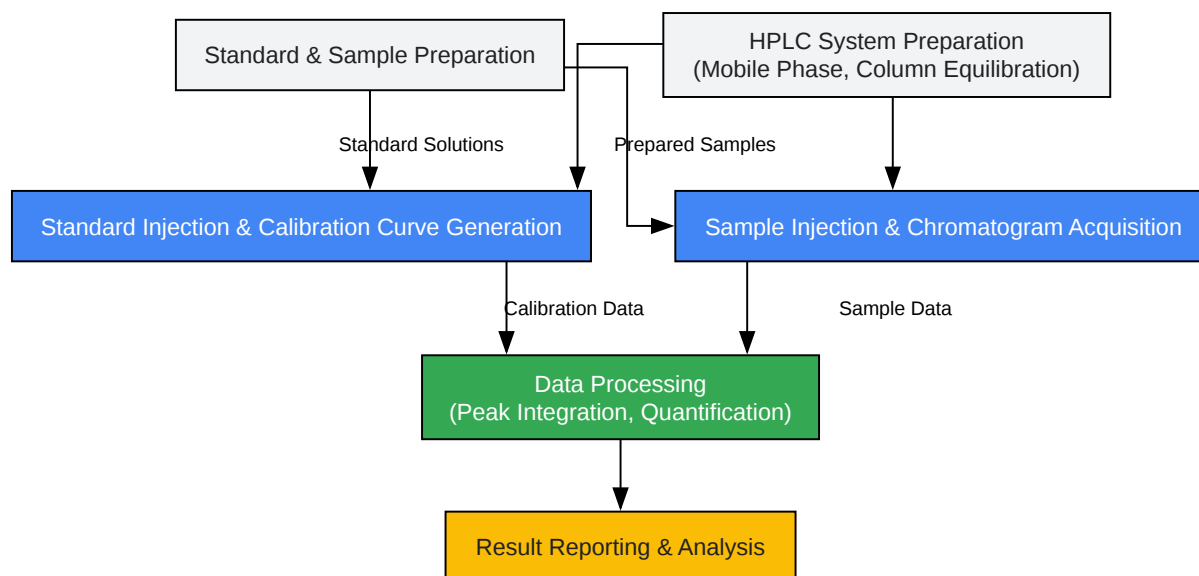 Standard & Sample Preparation
HPLC System Preparation
(Mobile Phase, Column Equilibration)
Standard Solutions
Prepared Samples
Standard Injection & Calibration Curve Generation
Sample Injection & Chromatogram Acquisition
Calibration Data
Sample Data
Data Processing
(Peak Integration, Quantification)
Result Reporting & Analysis